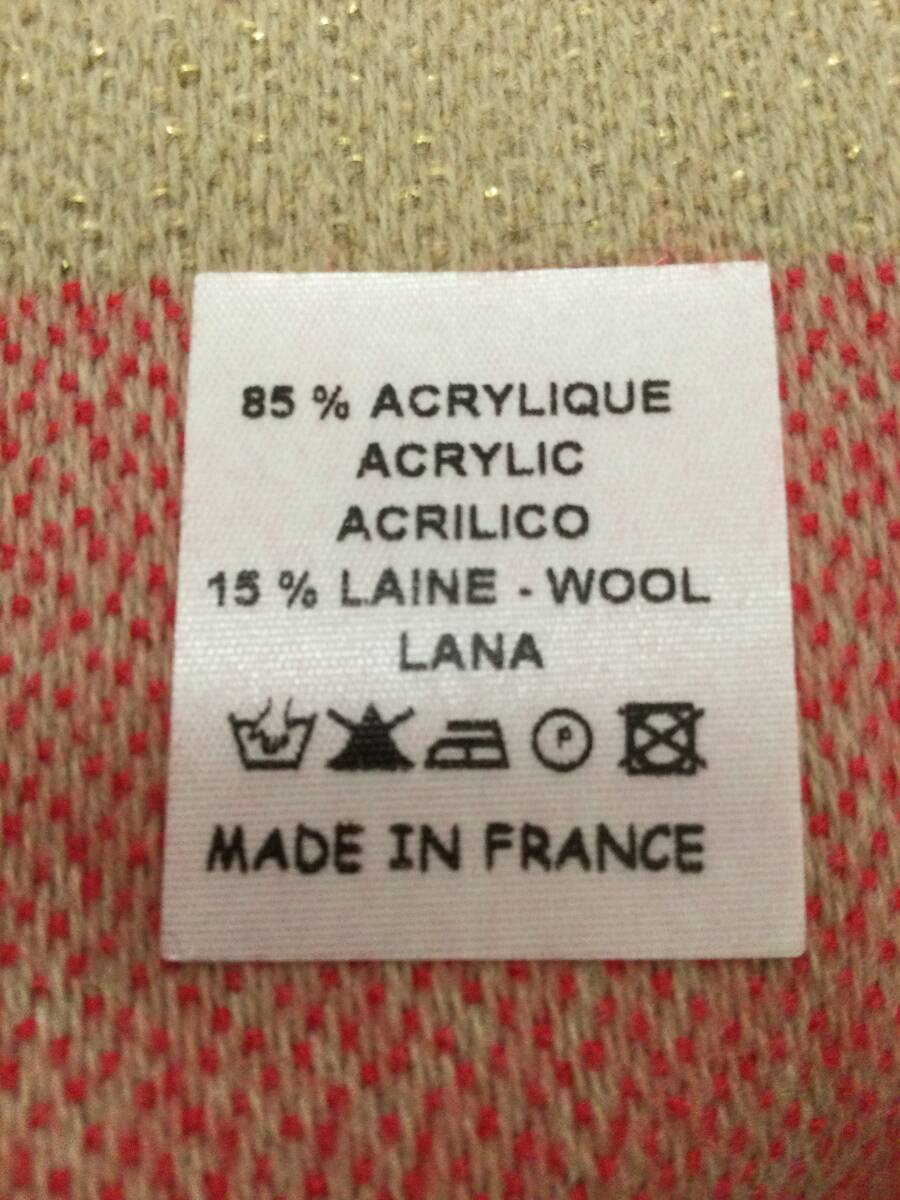 85 % ACRYLIQUE
ACRYLIC
ACRILICO
15 % LAINE - WOOL
LANA
P
MADE IN FRANCE